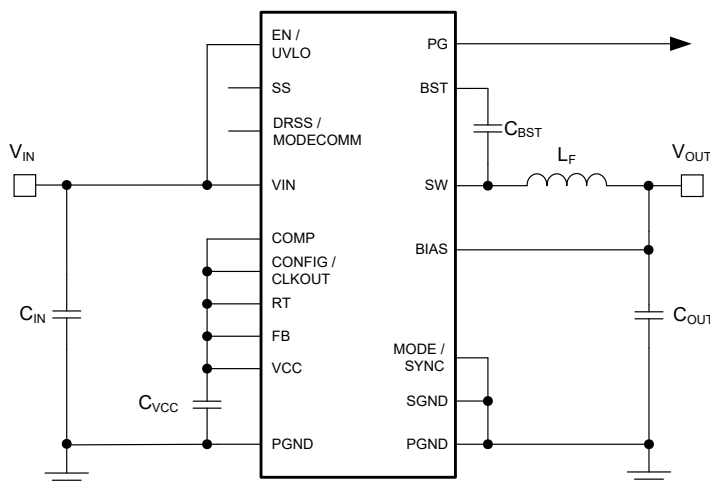 EN /
UVLO
SS
DRSS /
MODECOMM
VIN
COMP
CONFIG /
CLKOUT
RT
FB
VCC
PGND
PG
BST
SW
BIAS
MODE /
SYNC
SGND
PGND
VIN
CIN
CVCC
CBST
LF
VOUT
COUT